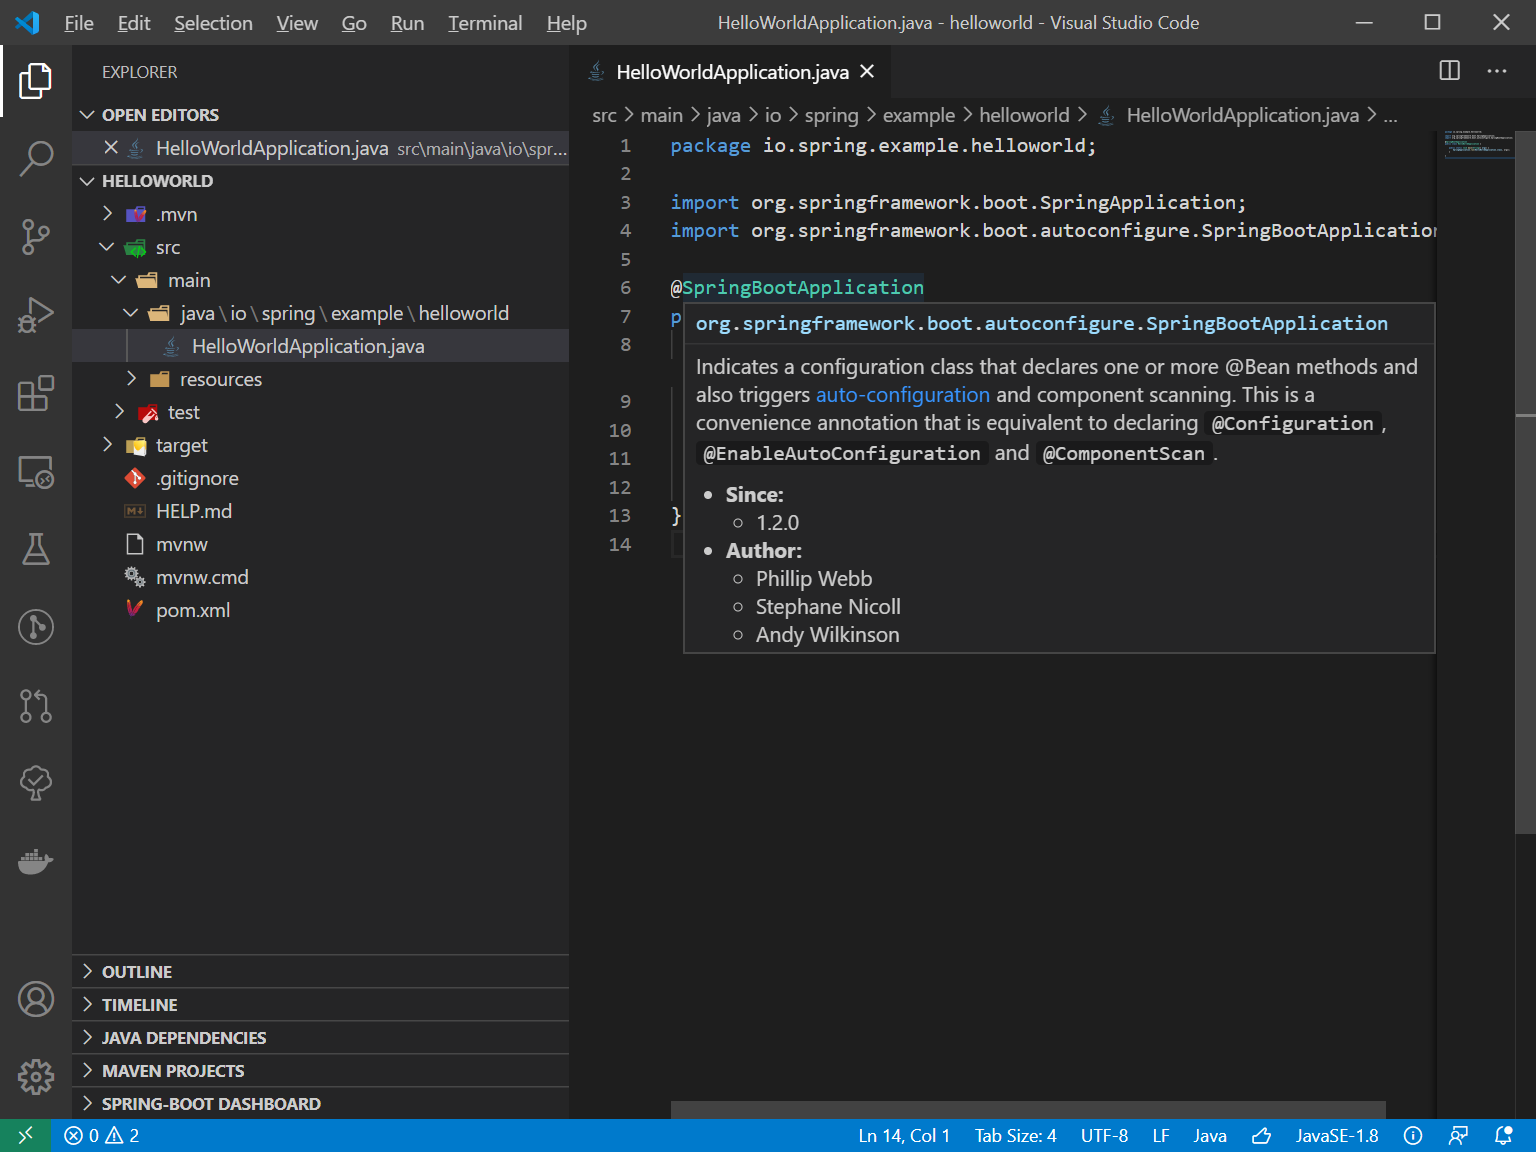 File Edit Selection View Go Run Terminal Help HelloWorldApplication.java - helloworld - Visual Studio Code
EXPLORER
OPEN EDITORS
HelloWorldApplication.java src\main\java\io\spr...
HELLOWORLD
.mvn
src
main
java\io\spring\example\helloworld
HelloWorldApplication.java
resources
test
target
.gitignore
HELP.md
mvnw
mvnw.cmd
pom.xml
OUTLINE
TIMELINE
JAVA DEPENDENCIES
MAVEN PROJECTS
SPRING-BOOT DASHBOARD
HelloWorldApplication.java
src > main > java > io > spring > example > helloworld > HelloWorldApplication.java > ...
1 package io.spring.example.helloworld;
2
3 import org.springframework.boot.SpringApplication;
4 import org.springframework.boot.autoconfigure.SpringBootApplication
5
6 @SpringBootApplication
7 p
8
9
10
11
12
13 }
14
org.springframework.boot.autoconfigure.SpringBootApplication
Indicates a configuration class that declares one or more @Bean methods and
also triggers auto-configuration and component scanning. This is a
convenience annotation that is equivalent to declaring @Configuration,
@EnableAutoConfiguration and @ComponentScan.
• Since:
○ 1.2.0
• Author:
○ Phillip Webb
○ Stephane Nicoll
○ Andy Wilkinson
0 2 Ln 14, Col 1 Tab Size: 4 UTF-8 LF Java JavaSE-1.8